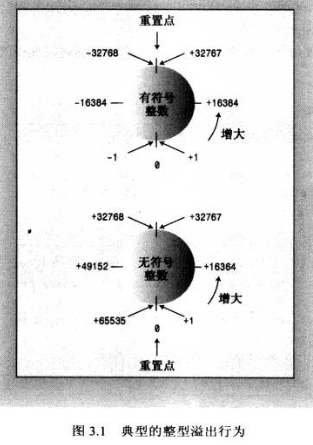 重置点
-32768 +32767
有符号
整数
-16384 +16384
增大
-1 +1
0
+32768 +32767
无符号
整数
+49152 +16364
增大
+65535 +1
0
重置点
图 3.1 典型的整型溢出行为